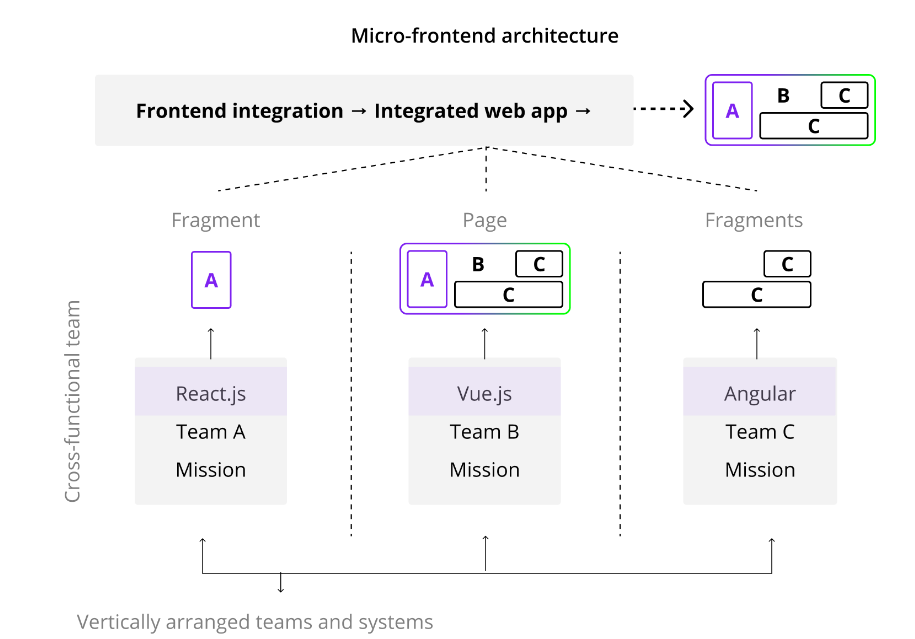 Micro-frontend architecture
Frontend integration → Integrated web app →
A
B
C
C
Fragment
Page
Fragments
A
A
B
C
C
C
C
Cross-functional team
React.js
Team A
Mission
Vue.js
Team B
Mission
Angular
Team C
Mission
Vertically arranged teams and systems